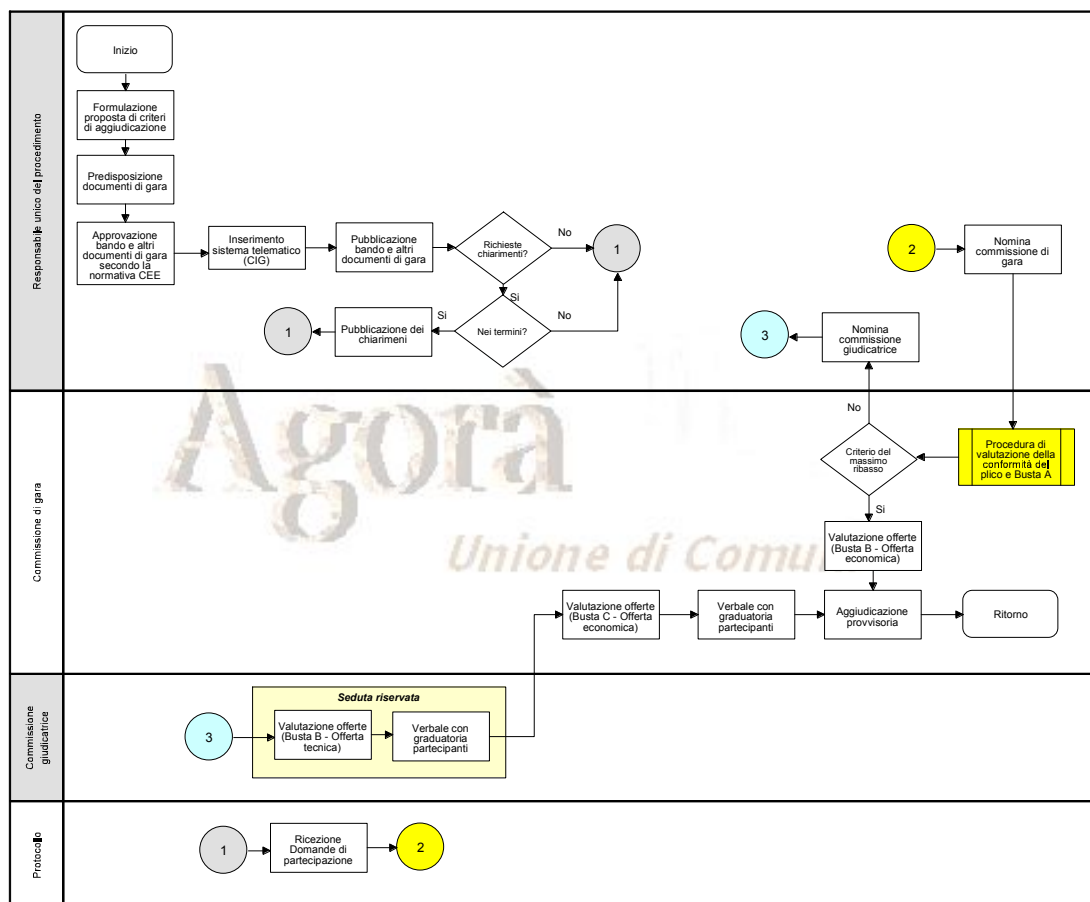 Responsabile unico del procedimento
Inizio
Formulazione
proposta di criteri
di aggiudicazione
Predisposizione
documenti di gara
Approvazione
bando e altri
documenti di gara
secondo la
normativa CEE
Inserimento
sistema telematico
(CIG)
Pubblicazione
bando e altri
documenti di gara
Richieste
chiarimenti?
No
1
Si
Nei termini?
No
Si
Pubblicazione dei
chiarimeni
1
2
Nomina
commissione di
gara
Nomina
commissione
giudicatrice
3
Commissione di gara
Agorà
Unione di Comu
No
Criterio del
massimo
ribasso
Procedura di
valutazione della
conformità del
plico e Busta A
Si
Valutazione offerte
(Busta B - Offerta
economica)
Valutazione offerte
(Busta C - Offerta
economica)
Verbale con
graduatoria
partecipanti
Aggiudicazione
provvisoria
Ritorno
Commissione
giudicatrice
Seduta riservata
3
Valutazione offerte
(Busta B - Offerta
tecnica)
Verbale con
graduatoria
partecipanti
Protocollo
1
Ricezione
Domande di
partecipazione
2